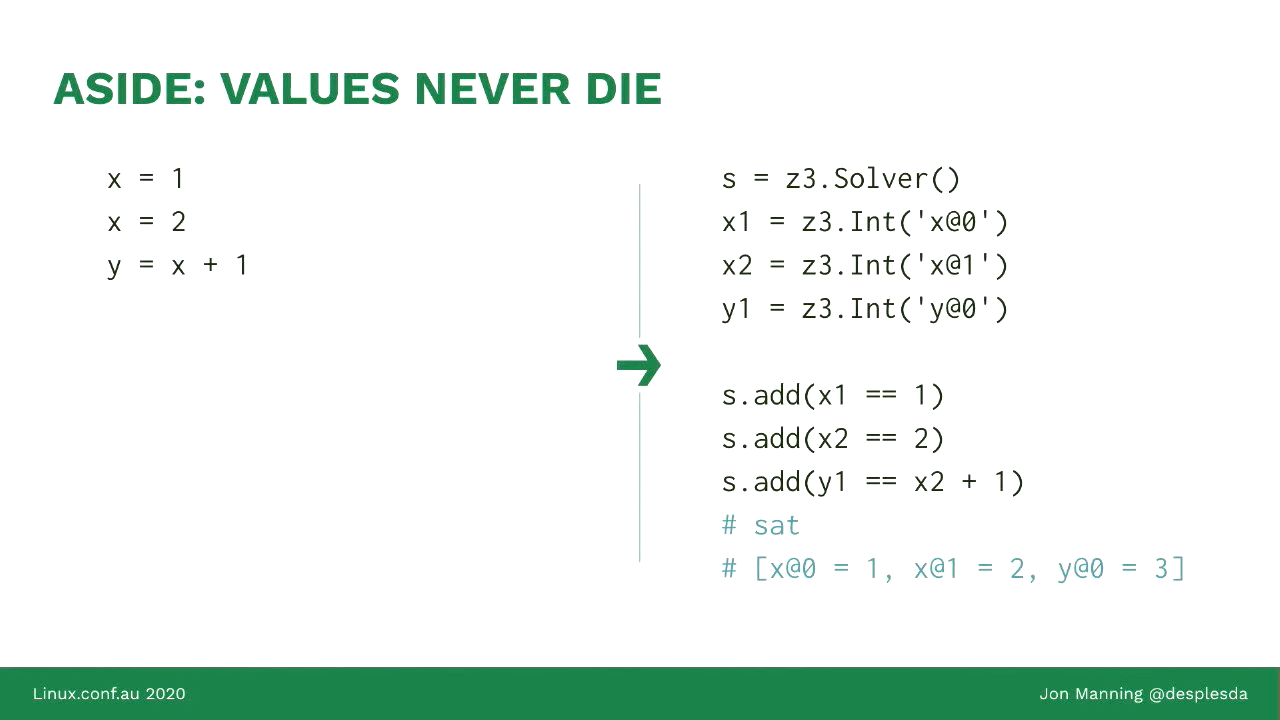 ASIDE: VALUES NEVER DIE
x = 1
x = 2
y = x + 1
s = z3.Solver()
x1 = z3.Int('x@0')
x2 = z3.Int('x@1')
y1 = z3.Int('y@0')
s.add(x1 == 1)
s.add(x2 == 2)
s.add(y1 == x2 + 1)
# sat
# [x@0 = 1, x@1 = 2, y@0 = 3]
Linux.conf.au 2020
Jon Manning @desplesda